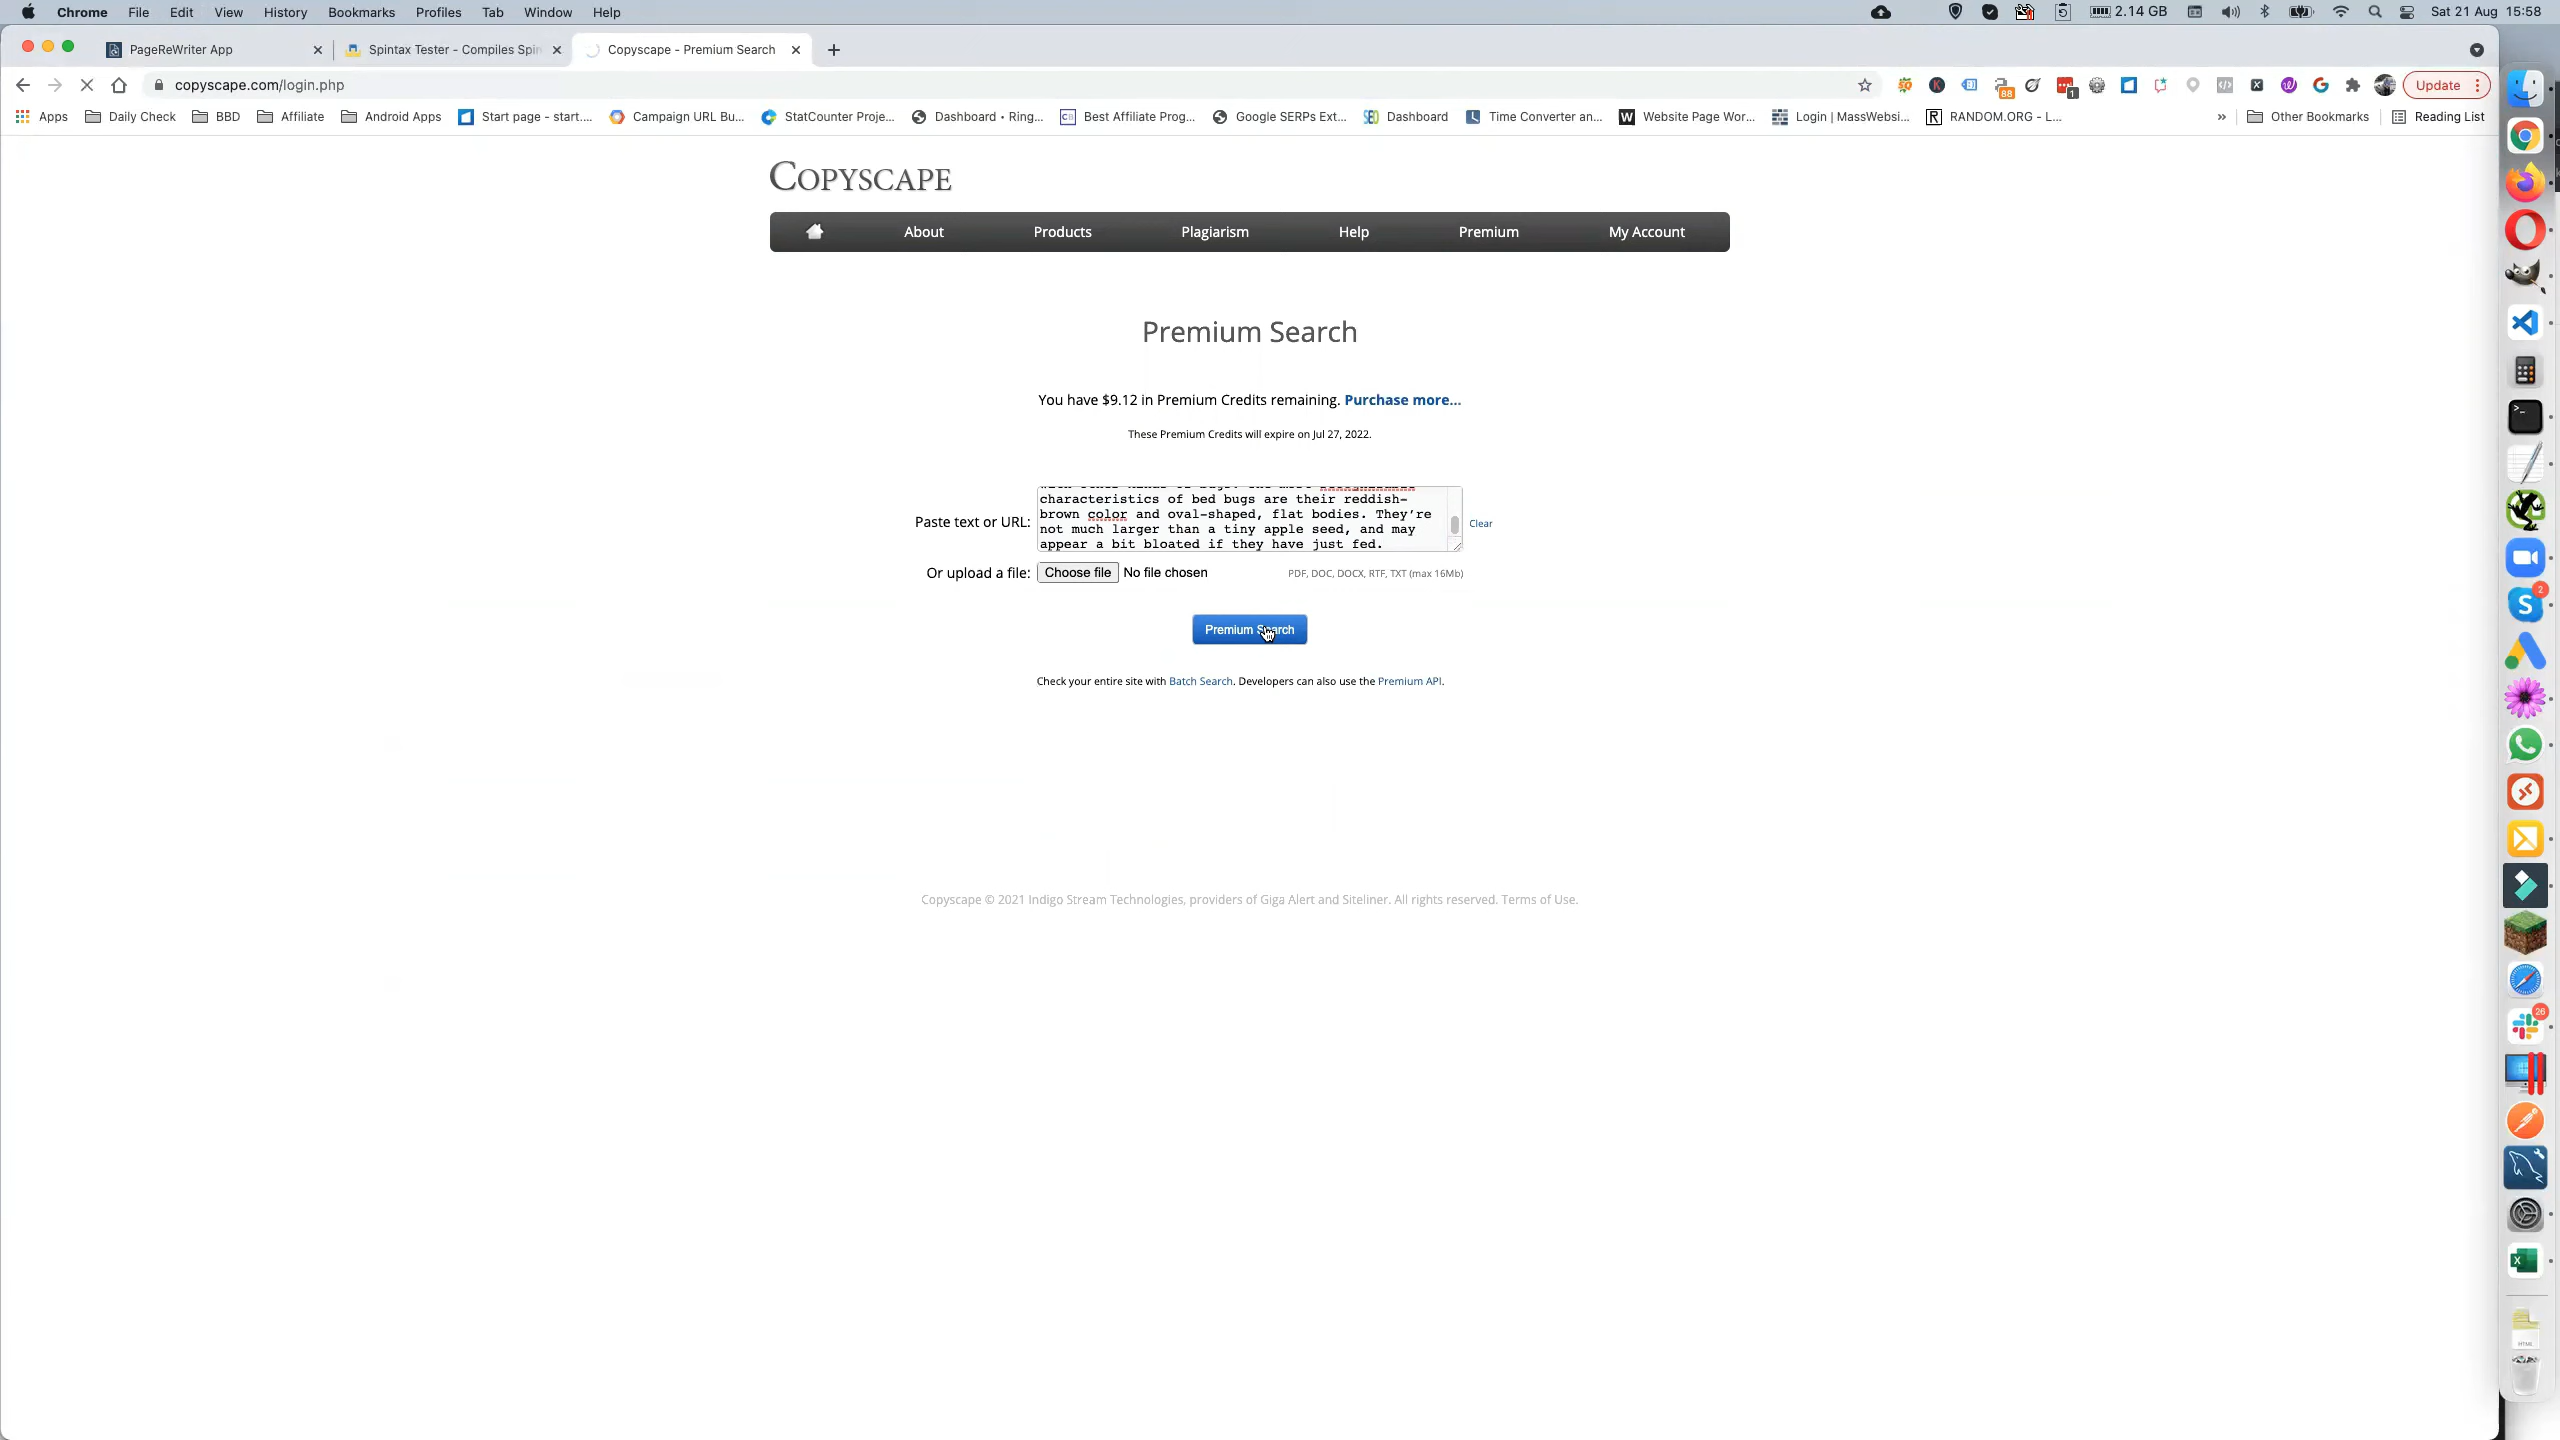 Chrome File Edit View History Bookmarks Profiles Tab Window Help 2.14 GB Sat 21 Aug 15:58
PageReWriter App Spintax Tester - Compiles Spin Copyscape - Premium Search
copyscape.com/login.php 88 1 Update
Apps Daily Check BBD Affiliate Android Apps Start page - start.... Campaign URL Bu... StatCounter Proje... Dashboard • Ring... Best Affiliate Prog... Google SERPs Ext... Dashboard Time Converter an... Website Page Wor... Login | MassWebsi... RANDOM.ORG - L... » Other Bookmarks Reading List
COPYSCAPE
About Products Plagiarism Help Premium My Account
Premium Search
You have $9.12 in Premium Credits remaining. Purchase more...
These Premium Credits will expire on Jul 27, 2022.
characteristics of bed bugs are their reddish-
brown color and oval-shaped, flat bodies. They're
Paste text or URL: Clear
not much larger than a tiny apple seed, and may
appear a bit bloated if they have just fed.
Or upload a file: Choose file No file chosen PDF, DOC, DOCX, RTF, TXT (max 16Mb)
Premium Search
Check your entire site with Batch Search. Developers can also use the Premium API.
Copyscape © 2021 Indigo Stream Technologies, providers of Giga Alert and Siteliner. All rights reserved. Terms of Use.
2
26